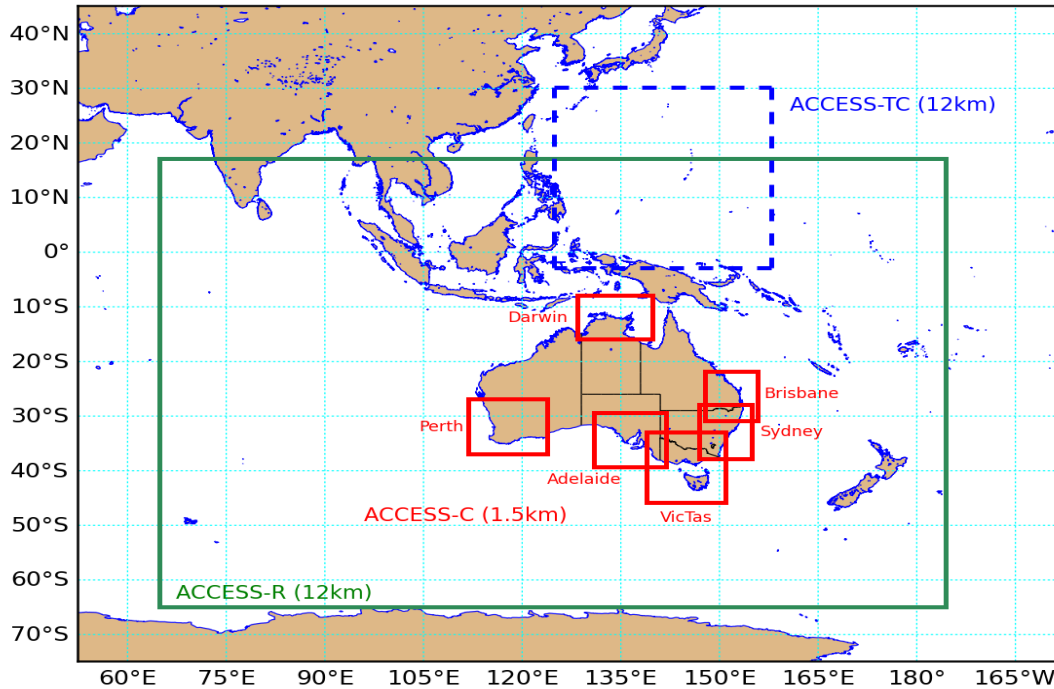 40°N
30°N
ACCESS-TC (12km)
20°N
10°N
0°
10°S
Darwin
20°S
Brisbane
30°S
Perth
Sydney
40°S
Adelaide
ACCESS-C (1.5km)
VicTas
50°S
60°S
ACCESS-R (12km)
70°S
60°E 75°E 90°E 105°E 120°E 135°E 150°E 165°E 180° 165°W